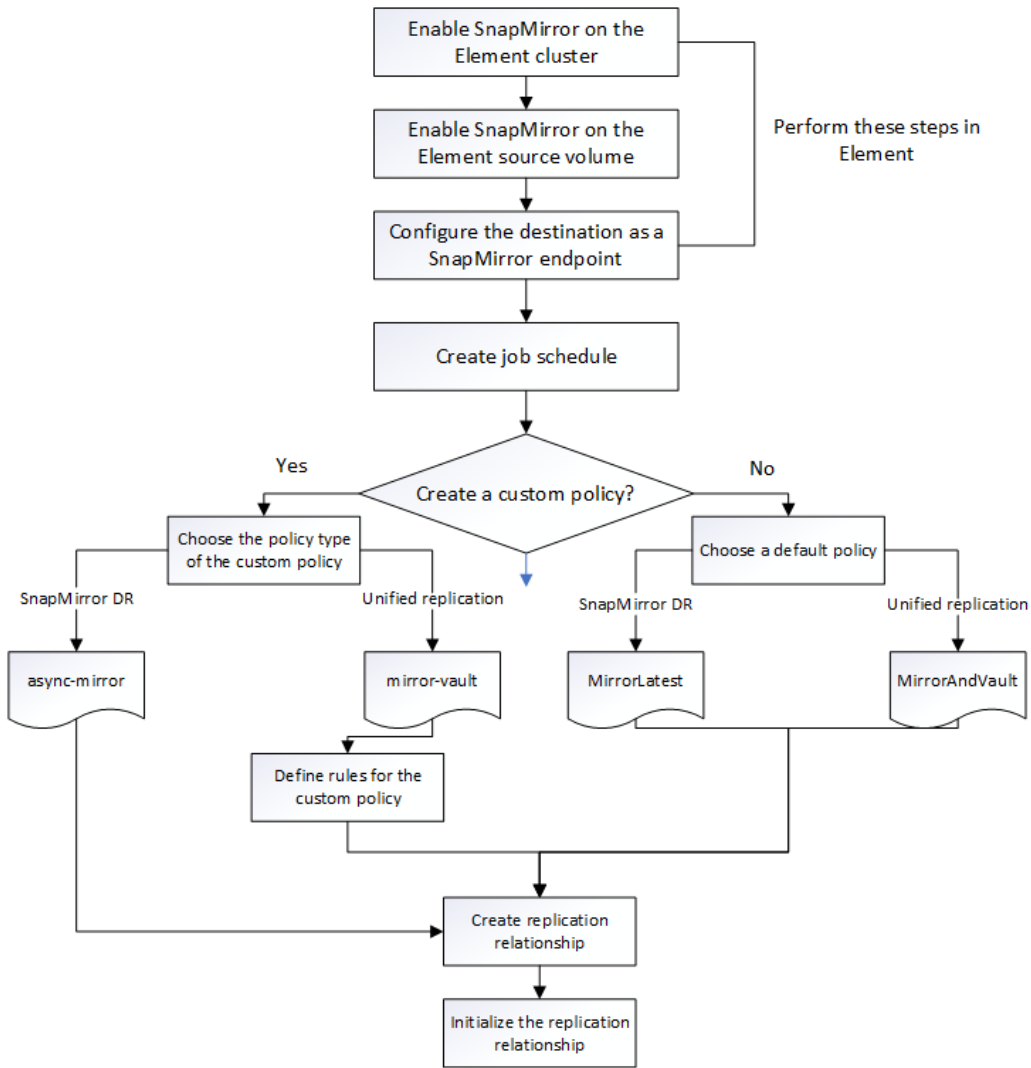 Enable SnapMirror on the
Element cluster
Perform these steps in
Element
Enable SnapMirror on the
Element source volume
Configure the destination as a
SnapMirror endpoint
Create job schedule
Yes
No
Create a custom policy?
Choose the policy type
of the custom policy
Choose a default policy
SnapMirror DR
Unified replication
SnapMirror DR
Unified replication
async-mirror
mirror-vault
MirrorLatest
MirrorAndVault
Define rules for the
custom policy
Create replication
relationship
Initialize the replication
relationship